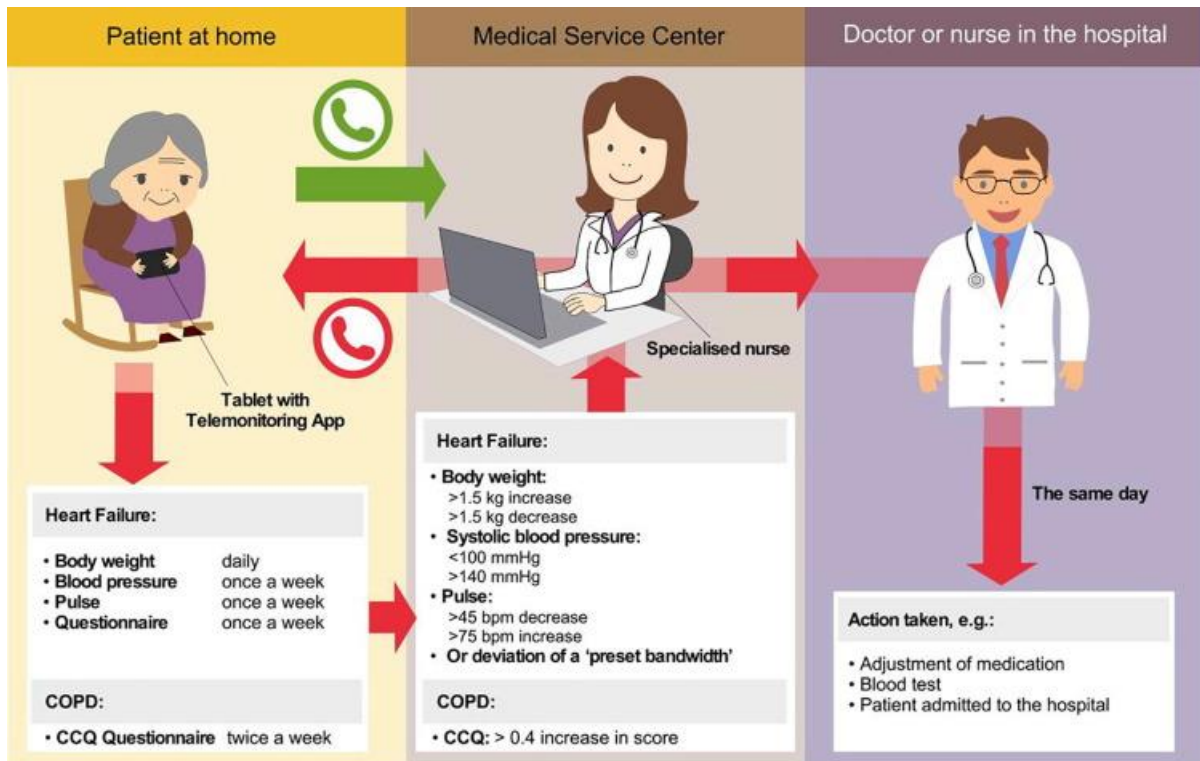 Patient at home
Medical Service Center
Doctor or nurse in the hospital
Specialised nurse
Tablet with
Telemonitoring App
Heart Failure:
• Body weight daily
• Blood pressure once a week
• Pulse once a week
• Questionnaire once a week
COPD:
• CCQ Questionnaire twice a week
Heart Failure:
• Body weight:
>1.5 kg increase
>1.5 kg decrease
• Systolic blood pressure:
<100 mmHg
>140 mmHg
• Pulse:
>45 bpm decrease
>75 bpm increase
• Or deviation of a ‘preset bandwidth’
COPD:
• CCQ: > 0.4 increase in score
The same day
Action taken, e.g.:
• Adjustment of medication
• Blood test
• Patient admitted to the hospital